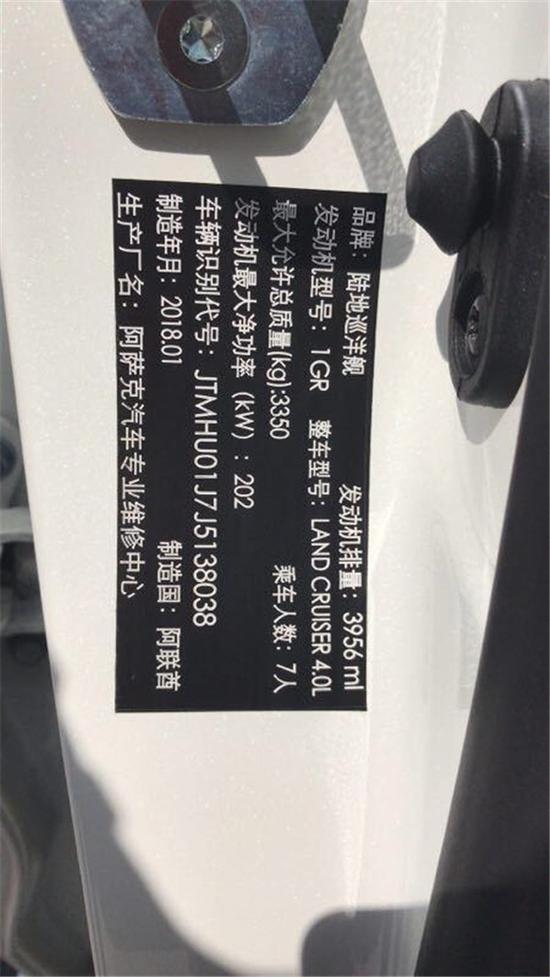 品牌：陆地巡洋舰 发动机排量：3956 ml
发动机型号：1GR 整车型号：LAND CRUISER 4.0L
最大允许总质量(kg):3350 乘车人数：7人
发动机最大净功率（kW）：202
车辆识别代号：JTMHU01J7J5138038
制造年月：2018.01 制造国：阿联酋
生产厂名：阿萨克汽车专业维修中心